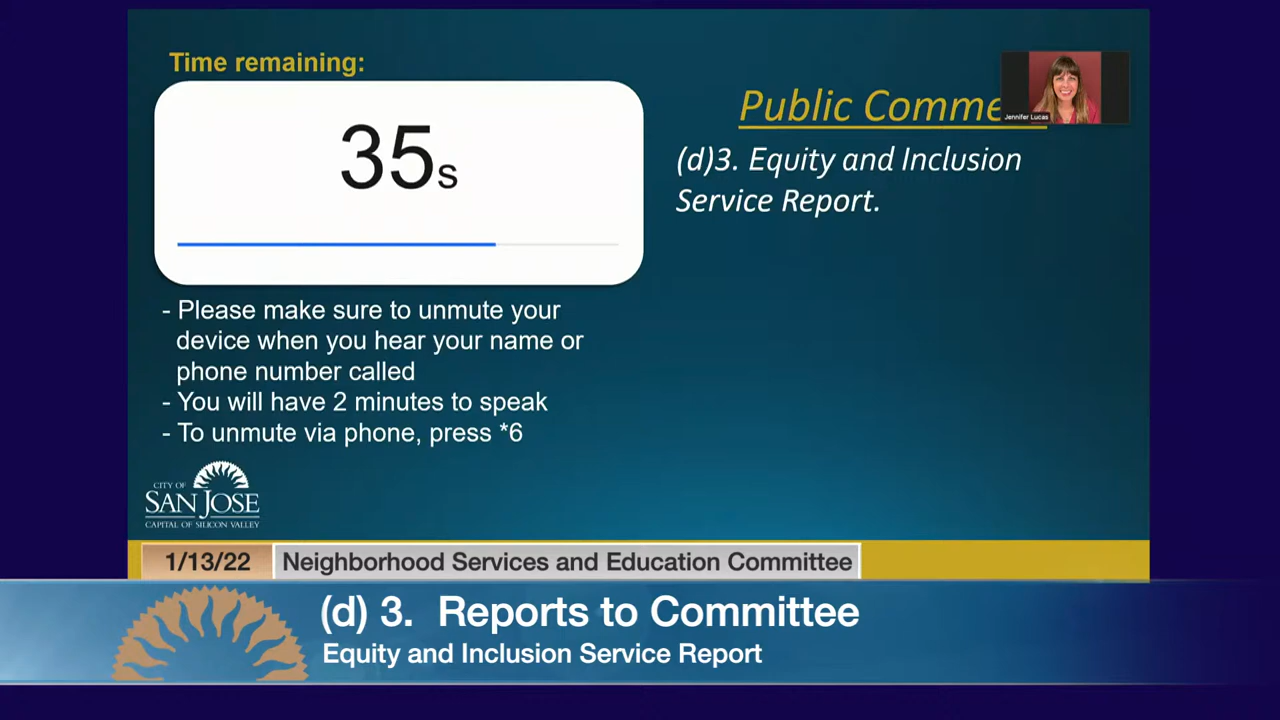 Time remaining:
35s
Public Comme
Jennifer Lucas
(d)3. Equity and Inclusion
Service Report.
- Please make sure to unmute your
device when you hear your name or
phone number called
- You will have 2 minutes to speak
- To unmute via phone, press *6
CITY OF
SAN JOSE
CAPITAL OF SILICON VALLEY
1/13/22
Neighborhood Services and Education Committee
(d) 3. Reports to Committee
Equity and Inclusion Service Report